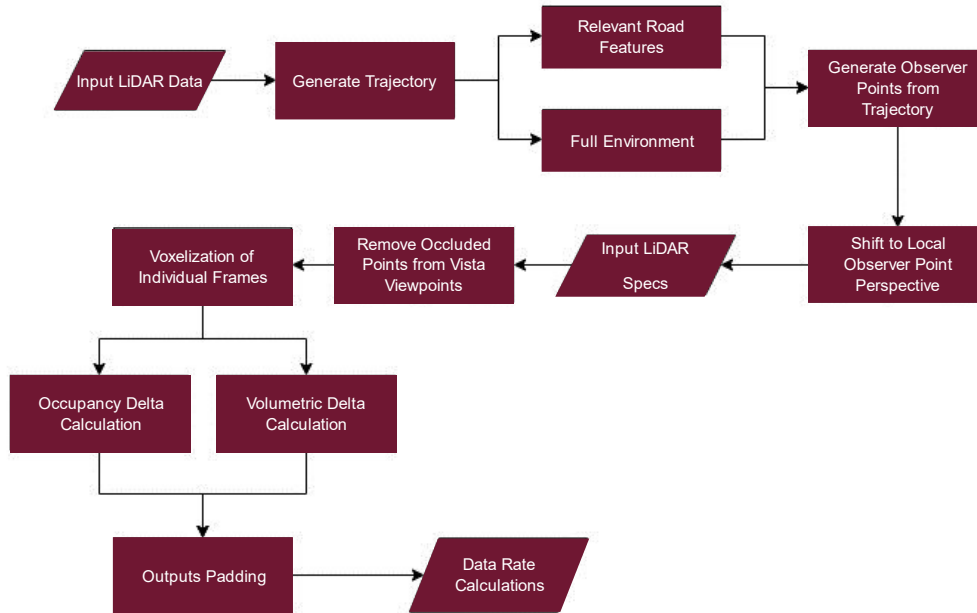 Input LiDAR Data
Generate Trajectory
Relevant Road
Features
Full Environment
Generate Observer
Points from
Trajectory
Shift to Local
Observer Point
Perspective
Input LiDAR
Specs
Remove Occluded
Points from Vista
Viewpoints
Voxelization of
Individual Frames
Occupancy Delta
Calculation
Volumetric Delta
Calculation
Outputs Padding
Data Rate
Calculations